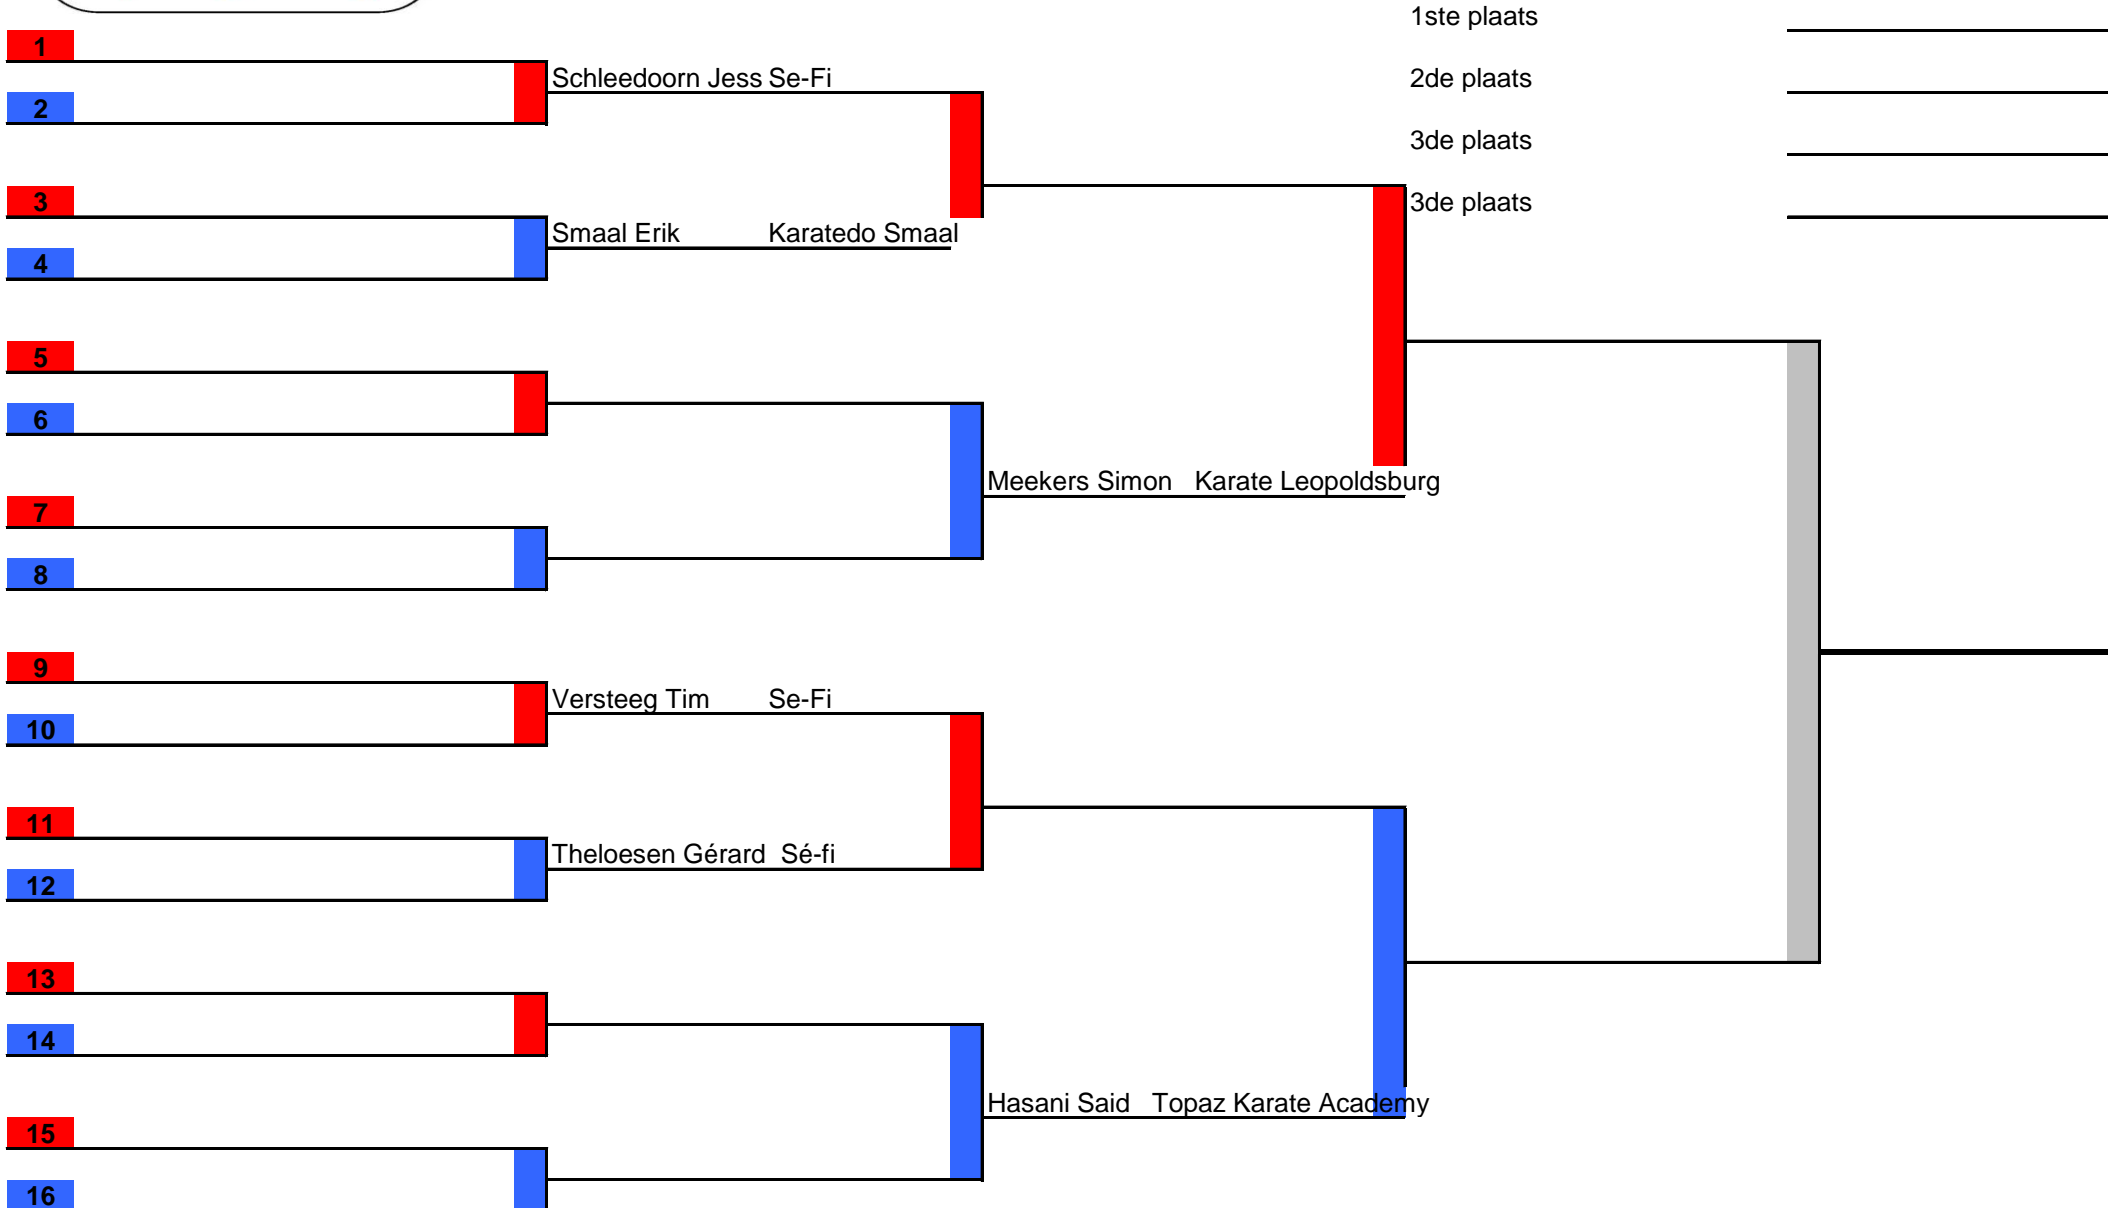 1ste plaats
1
Schleedoorn Jess Se-Fi
2de plaats
2
3de plaats
3
3de plaats
Smaal Erik Karatedo Smaal
4
5
6
Meekers Simon Karate Leopoldsburg
7
8
9
Versteeg Tim Se-Fi
10
11
Theloesen Gérard Sé-fi
12
13
14
Hasani Said Topaz Karate Academy
15
16